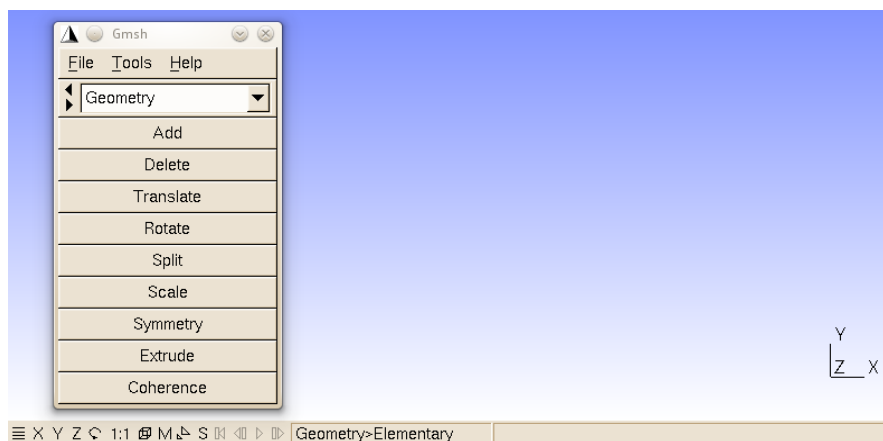 Gmsh
File Tools Help
Geometry
Add
Delete
Translate
Rotate
Split
Scale
Symmetry
Extrude
Coherence
Y
Z X
X Y Z 1:1 M S Geometry>Elementary